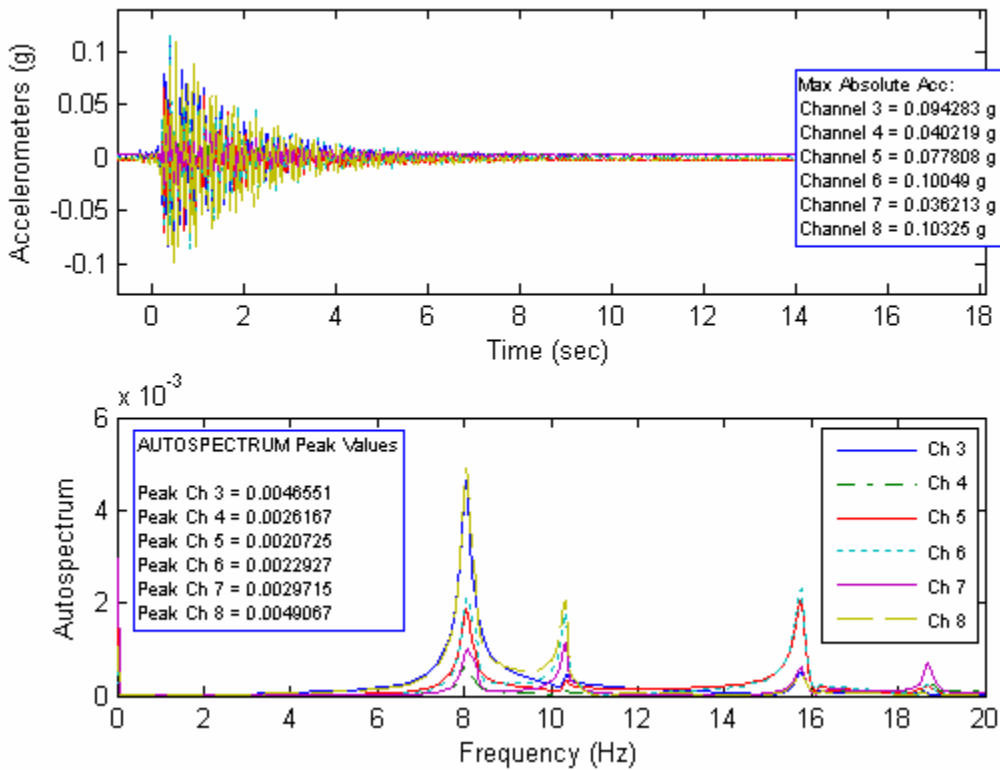 0.1
0.05
0
-0.05
-0.1
Accelerometers (g)
Max Absolute Acc:
Channel 3 = 0.094283 g
Channel 4 = 0.040219 g
Channel 5 = 0.077808 g
Channel 6 = 0.10049 g
Channel 7 = 0.036213 g
Channel 8 = 0.10325 g
0 2 4 6 8 10 12 14 16 18
Time (sec)
x 10^-3
6
4
2
0
Autospectrum
AUTOSPECTRUM Peak Values
Peak Ch 3 = 0.0046551
Peak Ch 4 = 0.0026167
Peak Ch 5 = 0.0020725
Peak Ch 6 = 0.0022927
Peak Ch 7 = 0.0029715
Peak Ch 8 = 0.0049067
Ch 3
Ch 4
Ch 5
Ch 6
Ch 7
Ch 8
0 2 4 6 8 10 12 14 16 18 20
Frequency (Hz)